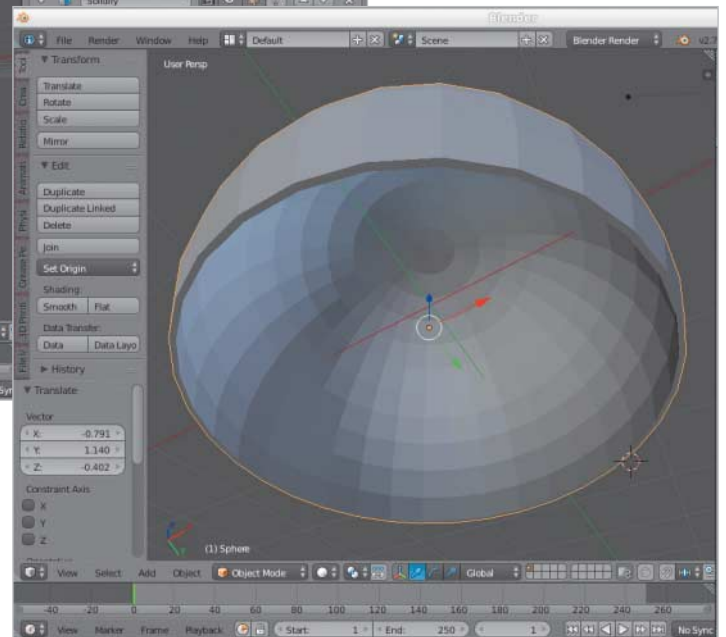 Solidify
Blender
File Render Window Help Default Scene Blender Render v2.7
Transform
User Persp
Translate
Rotate
Scale
Mirror
Edit
Duplicate
Duplicate Linked
Delete
Join
Set Origin
Shading:
Smooth Flat
Data Transfer:
Data Data Layo
History
Translate
Vector
X: -0.791
Y: 1.140
Z: -0.402
Constraint Axis
X
Y
Z
(1) Sphere
View Select Add Object Object Mode Global
-40 -20 0 20 40 60 80 100 120 140 160 180 200 220 240 260
View Marker Frame Playback Start: 1 End: 250 1 No Sync